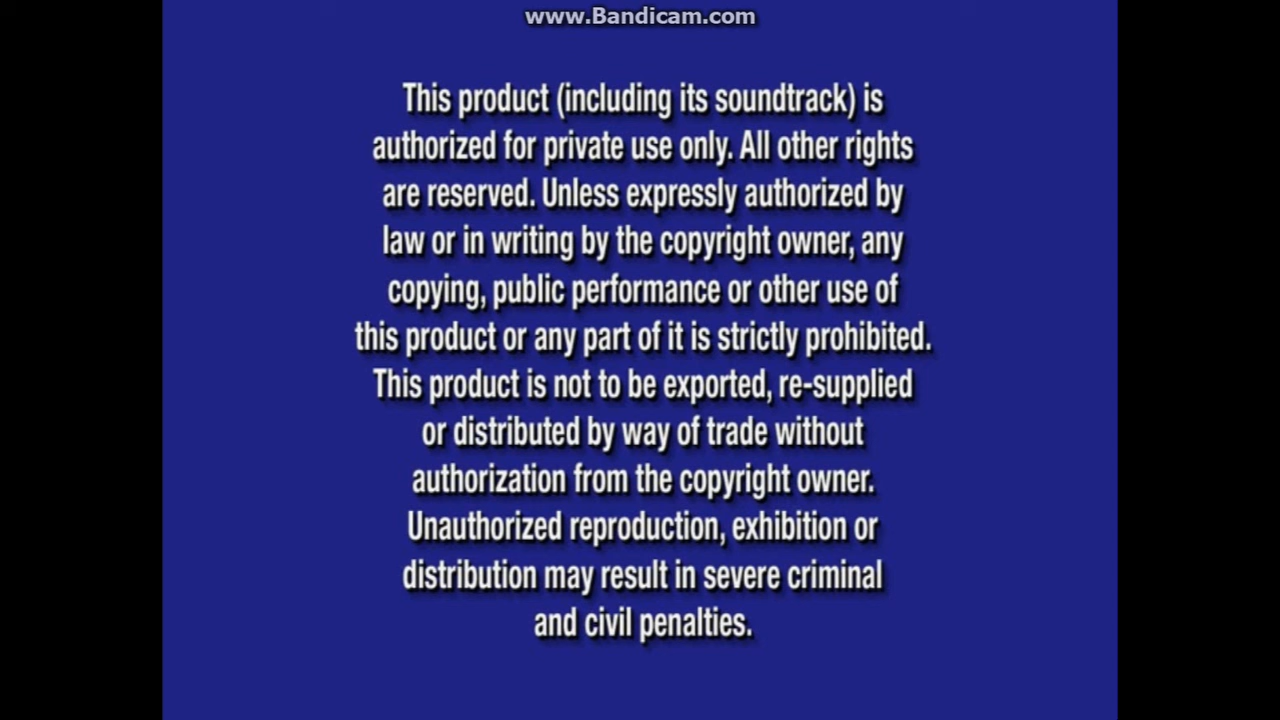 www.Bandicam.com
This product (including its soundtrack) is
authorized for private use only. All other rights
are reserved. Unless expressly authorized by
law or in writing by the copyright owner, any
copying, public performance or other use of
this product or any part of it is strictly prohibited.
This product is not to be exported, re-supplied
or distributed by way of trade without
authorization from the copyright owner.
Unauthorized reproduction, exhibition or
distribution may result in severe criminal
and civil penalties.